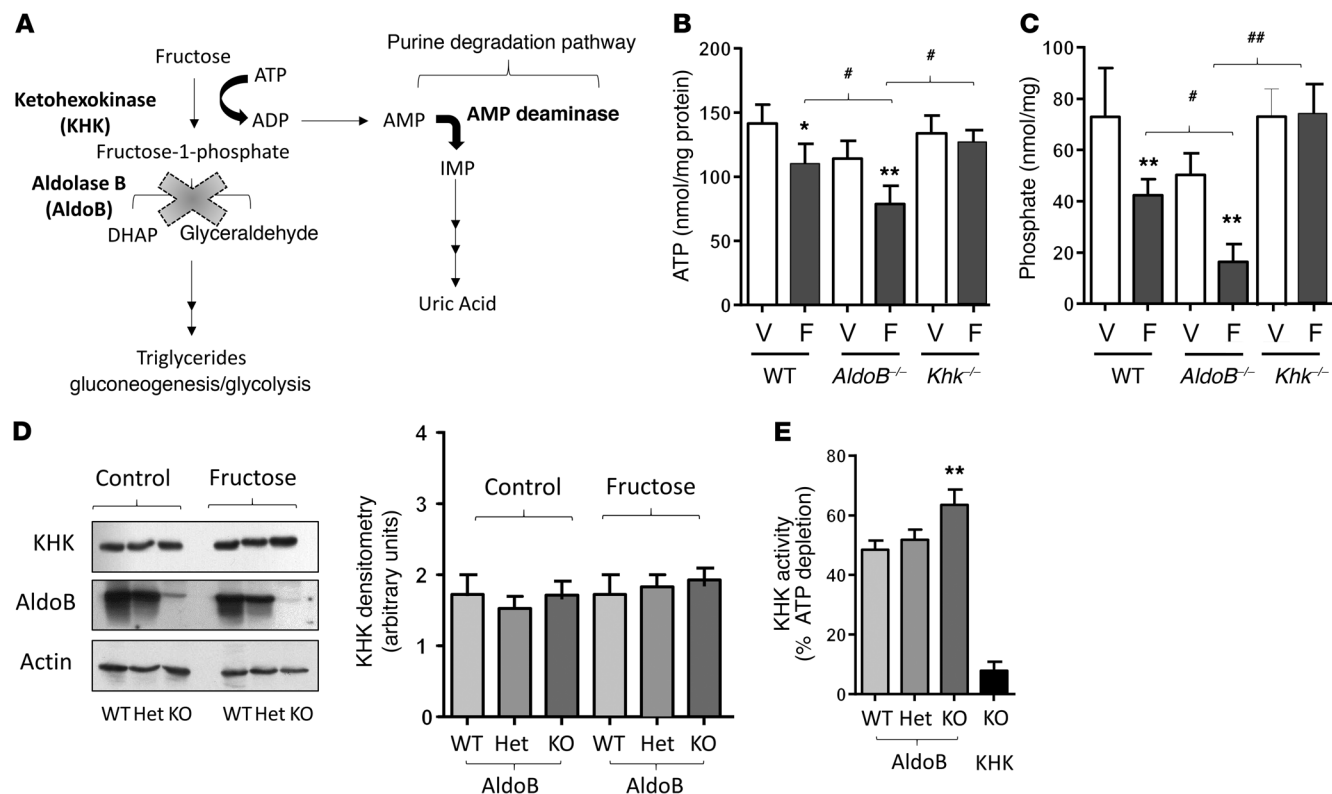 A
Fructose
ATP
ADP
Ketohexokinase
(KHK)
Fructose-1-phosphate
Aldolase B
(AldoB)
DHAP
Glyceraldehyde
Triglycerides
gluconeogenesis/glycolysis
Purine degradation pathway
AMP
AMP deaminase
IMP
Uric Acid
B
ATP (nmol/mg protein)
200
150
100
50
0
*
**
#
#
V F V F V F
WT AldoB–/– Khk–/–
C
Phosphate (nmol/mg)
100
80
60
40
20
0
**
**
#
##
V F V F V F
WT AldoB–/– Khk–/–
D
Control Fructose
KHK
AldoB
Actin
WT Het KO WT Het KO
KHK densitometry
(arbitrary units)
4
3
2
1
0
Control Fructose
WT Het KO WT Het KO
AldoB AldoB
E
KHK activity
(% ATP depletion)
80
60
40
20
0
**
WT Het KO KO
AldoB KHK